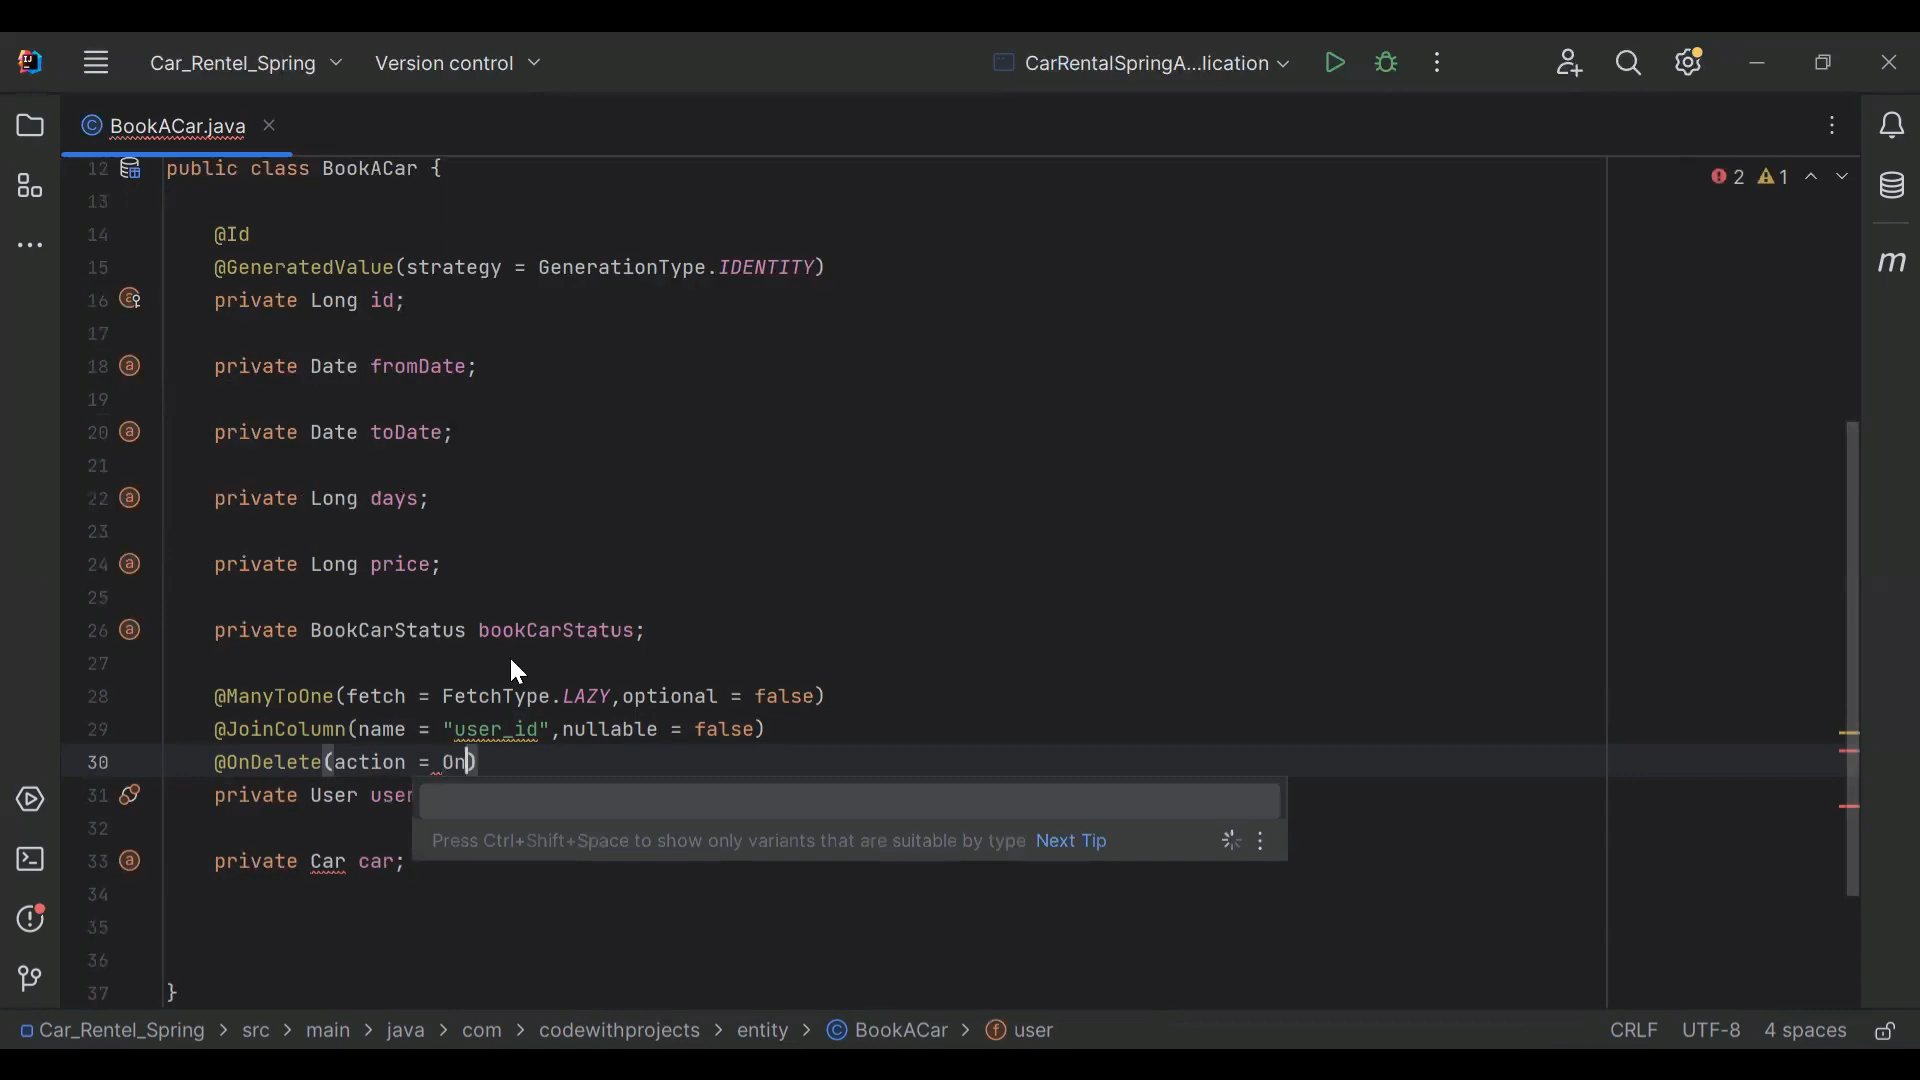 Car_Rentel_Spring
Version control
CarRentalSpringA...lication
BookACar.java
2 1
12 public class BookACar {
13
14 @Id
15 @GeneratedValue(strategy = GenerationType.IDENTITY)
16 private Long id;
17
18 private Date fromDate;
19
20 private Date toDate;
21
22 private Long days;
23
24 private Long price;
25
26 private BookCarStatus bookCarStatus;
27
28 @ManyToOne(fetch = FetchType.LAZY,optional = false)
29 @JoinColumn(name = "user_id",nullable = false)
30 @OnDelete(action = On)
31 private User user
Press Ctrl+Shift+Space to show only variants that are suitable by type Next Tip
32
33 private Car car;
34
35
36
37 }
Car_Rentel_Spring > src > main > java > com > codewithprojects > entity > BookACar > user
CRLF UTF-8 4 spaces